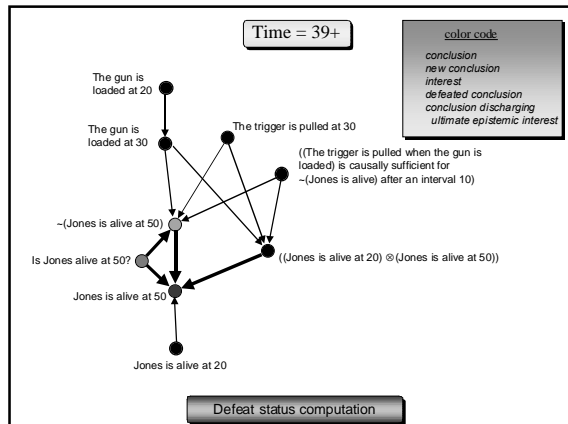 Time = 39+
color code
conclusion
new conclusion
interest
defeated conclusion
conclusion discharging
ultimate epistemic interest
The gun is
loaded at 20
The gun is
loaded at 30
The trigger is pulled at 30
((The trigger is pulled when the gun is
loaded) is causally sufficient for
~(Jones is alive) after an interval 10)
~(Jones is alive at 50)
Is Jones alive at 50?
((Jones is alive at 20) ⊗(Jones is alive at 50))
Jones is alive at 50
Jones is alive at 20
Defeat status computation